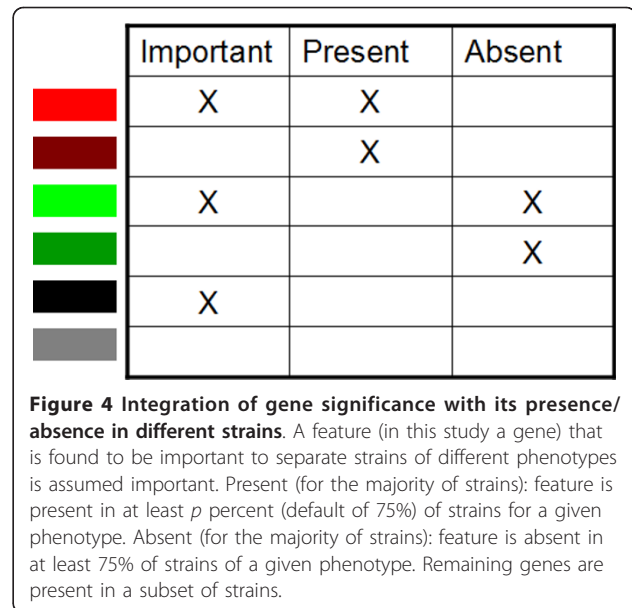 Important Present Absent
X X
X
X X
X
X
Figure 4 Integration of gene significance with its presence/
absence in different strains. A feature (in this study a gene) that
is found to be important to separate strains of different phenotypes
is assumed important. Present (for the majority of strains): feature is
present in at least p percent (default of 75%) of strains for a given
phenotype. Absent (for the majority of strains): feature is absent in
at least 75% of strains of a given phenotype. Remaining genes are
present in a subset of strains.